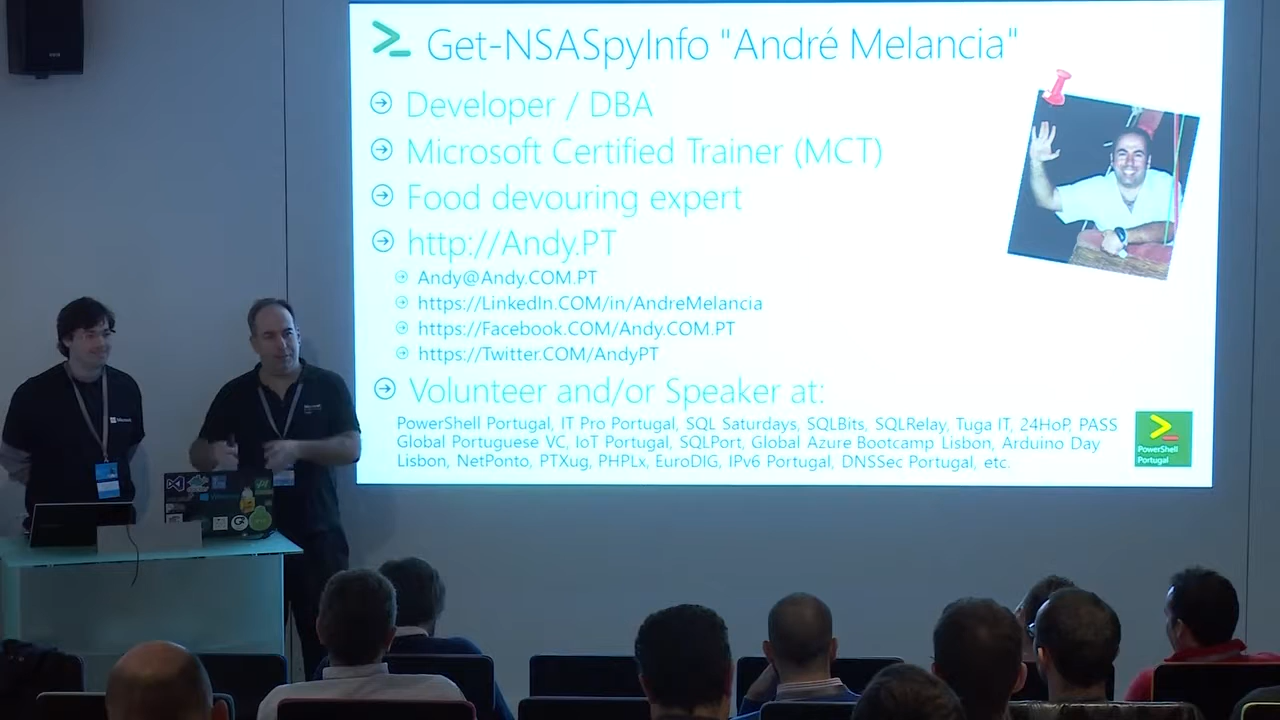 Get-NSASpyInfo "André Melancia"
Developer / DBA
Microsoft Certified Trainer (MCT)
Food devouring expert
http://Andy.PT
Andy@Andy.COM.PT
https://LinkedIn.COM/in/AndreMelancia
https://Facebook.COM/Andy.COM.PT
https://Twitter.COM/AndyPT
Volunteer and/or Speaker at:
PowerShell Portugal, IT Pro Portugal, SQL Saturdays, SQLBits, SQLRelay, Tuga IT, 24HoP, PASS
Global Portuguese VC, IoT Portugal, SQLPort, Global Azure Bootcamp Lisbon, Arduino Day
Lisbon, NetPonto, PTXug, PHPLx, EuroDIG, IPv6 Portugal, DNSSec Portugal, etc.
PowerShell
Portugal
Microsoft